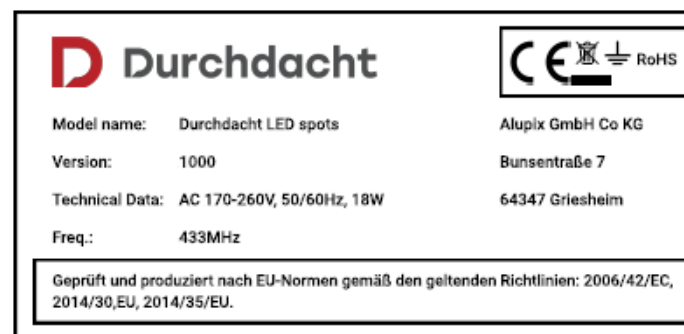 Durchdacht
CE RoHS
Model name: Durchdacht LED spots
Alupix GmbH Co KG
Version: 1000
Bunsentraße 7
Technical Data: AC 170-260V, 50/60Hz, 18W
64347 Griesheim
Freq.: 433MHz
Geprüft und produziert nach EU-Normen gemäß den geltenden Richtlinien: 2006/42/EC,
2014/30,EU, 2014/35/EU.